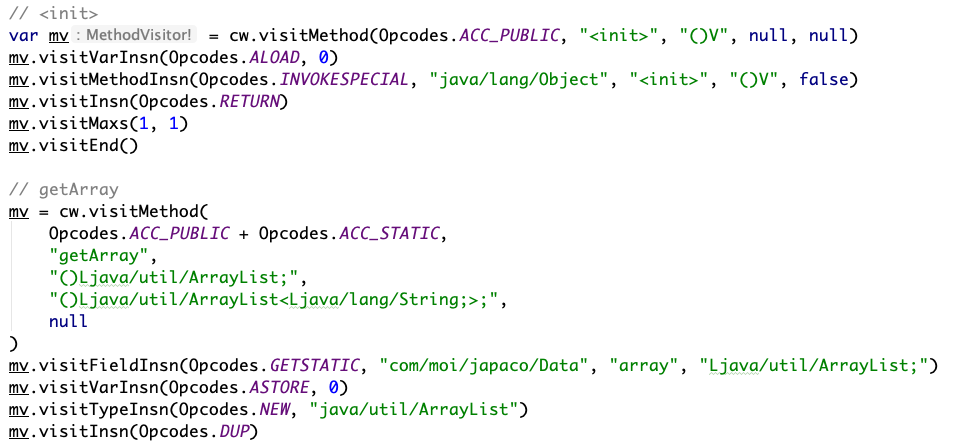 // <init>
var mv : MethodVisitor! = cw.visitMethod(Opcodes.ACC_PUBLIC, "<init>", "()V", null, null)
mv.visitVarInsn(Opcodes.ALOAD, 0)
mv.visitMethodInsn(Opcodes.INVOKESPECIAL, "java/lang/Object", "<init>", "()V", false)
mv.visitInsn(Opcodes.RETURN)
mv.visitMaxs(1, 1)
mv.visitEnd()
// getArray
mv = cw.visitMethod(
Opcodes.ACC_PUBLIC + Opcodes.ACC_STATIC,
"getArray",
"()Ljava/util/ArrayList;",
"()Ljava/util/ArrayList<Ljava/lang/String;>;",
null
)
mv.visitFieldInsn(Opcodes.GETSTATIC, "com/moi/japaco/Data", "array", "Ljava/util/ArrayList;")
mv.visitVarInsn(Opcodes.ASTORE, 0)
mv.visitTypeInsn(Opcodes.NEW, "java/util/ArrayList")
mv.visitInsn(Opcodes.DUP)